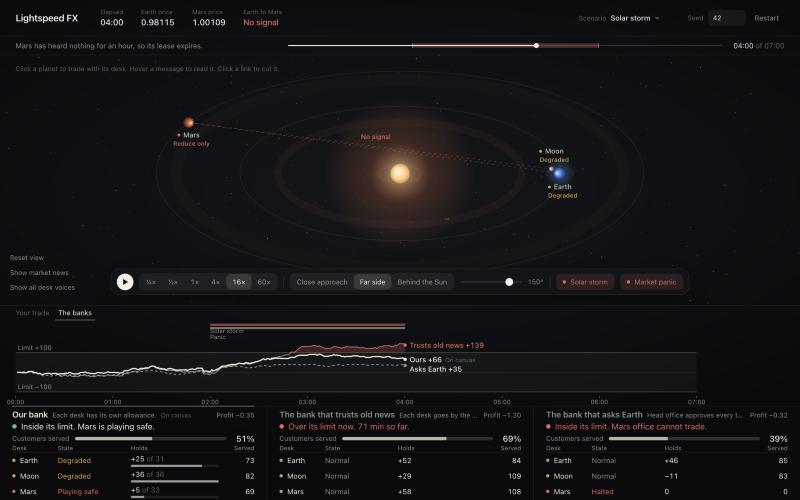 Lightspeed FX
Elapsed Earth price Mars price Earth to Mars
04:00 0.98115 1.00109 No signal
Scenario Solar storm Seed 42 Restart
Mars has heard nothing for an hour, so its lease expires.
04:00 of 07:00
Click a planet to trade with its desk. Hover a message to read it. Click a link to cut it.
Mars
Reduce only
No signal
Moon
Degraded
Earth
Degraded
Reset view
Show market news
Show all desk voices
1× 4× 16× 60×
Close approach Far side Behind the Sun
150°
Solar storm Market panic
Your trade The banks
Solar storm
Panic
Limit +100
Trusts old news +139
Ours +66 On canvas
Asks Earth +35
Limit −100
00:00 01:00 02:00 03:00 04:00 05:00 06:00 07:00
Our bank Each desk has its own allowance. On canvas Profit −0.35
Inside its limit. Mars is playing safe.
Customers served 51%
Desk State Holds Served
Earth Degraded +25 of 31 73
Moon Degraded +36 of 36 82
Mars Playing safe +5 of 33 69
The bank that trusts old news Each desk goes by the ... Profit −1.30
Over its limit now. 71 min so far.
Customers served 69%
Desk State Holds Served
Earth Normal +52 84
Moon Normal +29 109
Mars Normal +58 108
The bank that asks Earth Head office approves every t... Profit −0.32
Inside its limit. Mars office cannot trade.
Customers served 39%
Desk State Holds Served
Earth Normal +46 85
Moon Normal −11 83
Mars Halted 0 0